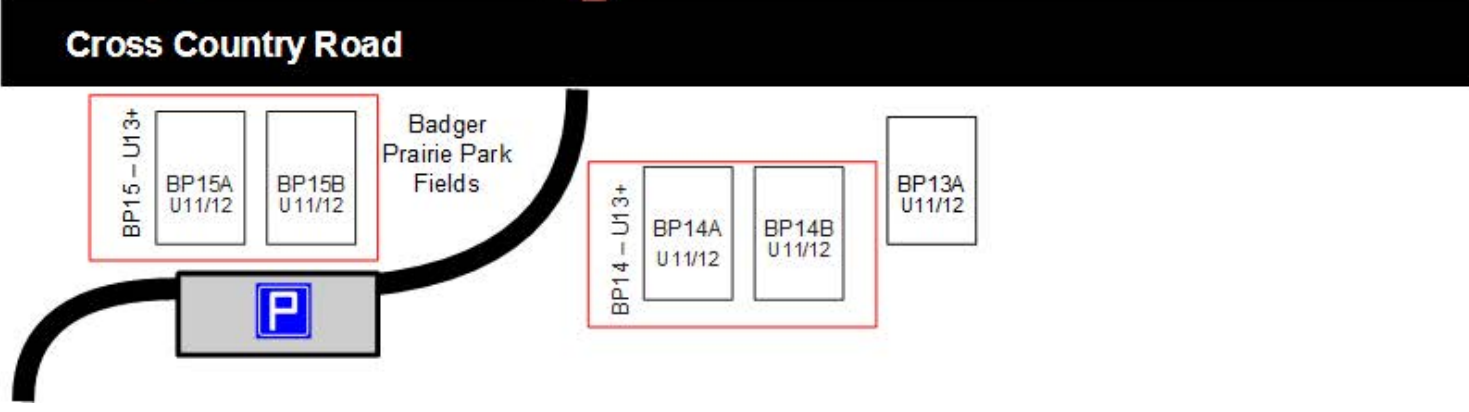 Cross Country Road
BP15 – U13+
BP15A
U11/12
BP15B
U11/12
Badger
Prairie Park
Fields
P
BP14 – U13+
BP14A
U11/12
BP14B
U11/12
BP13A
U11/12